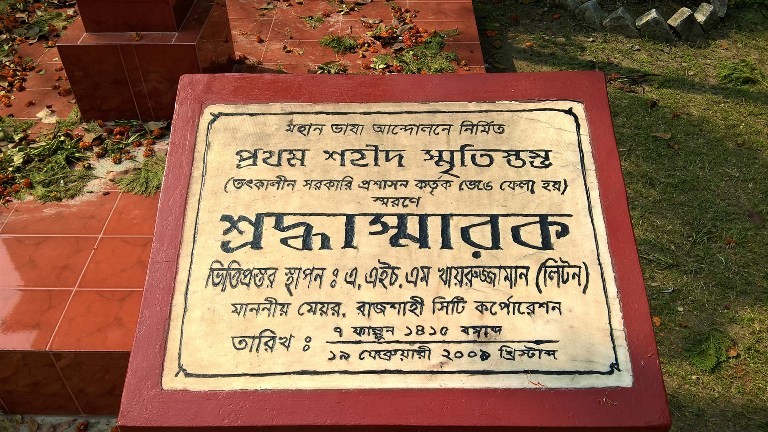 মহান ভাষা আন্দোলনে নির্মিত
প্রথম শহীদ স্মৃতিস্তম্ভ
(তৎকালীন সরকারি প্রশাসন কর্তৃক ভেঙে ফেলা হয়)
স্মরণে
শ্রদ্ধাস্মারক
ভিত্তিপ্রস্তর স্থাপন : এ. এইচ. এম খায়রুজ্জামান (লিটন)
মাননীয় মেয়র, রাজশাহী সিটি কর্পোরেশন
তারিখ : ৭ ফাল্গুন ১৪১৫ বঙ্গাব্দ
১৯ ফেব্রুয়ারী ২০০৯ খ্রিস্টাব্দ